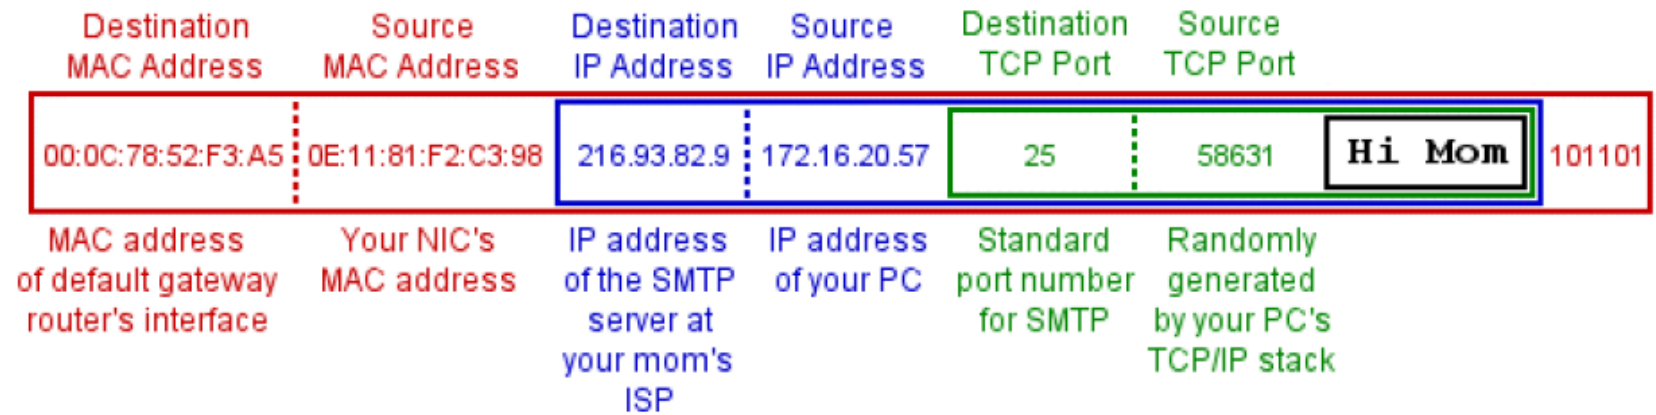 Destination Source Destination Source Destination Source
MAC Address MAC Address IP Address IP Address TCP Port TCP Port
00:0C:78:52:F3:A5 0E:11:81:F2:C3:98 216.93.82.9 172.16.20.57 25 58631 Hi Mom 101101
MAC address Your NIC's IP address IP address Standard Randomly
of default gateway MAC address of the SMTP of your PC port number generated
router's interface server at for SMTP by your PC's
your mom's TCP/IP stack
ISP